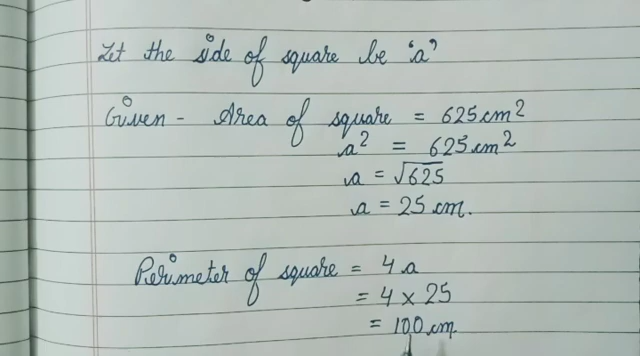 Let the side of square be 'a'
Given - Area of square = 625 cm²
a² = 625 cm²
a = √625
a = 25 cm.
Perimeter of square = 4 a
= 4 × 25
= 100 cm